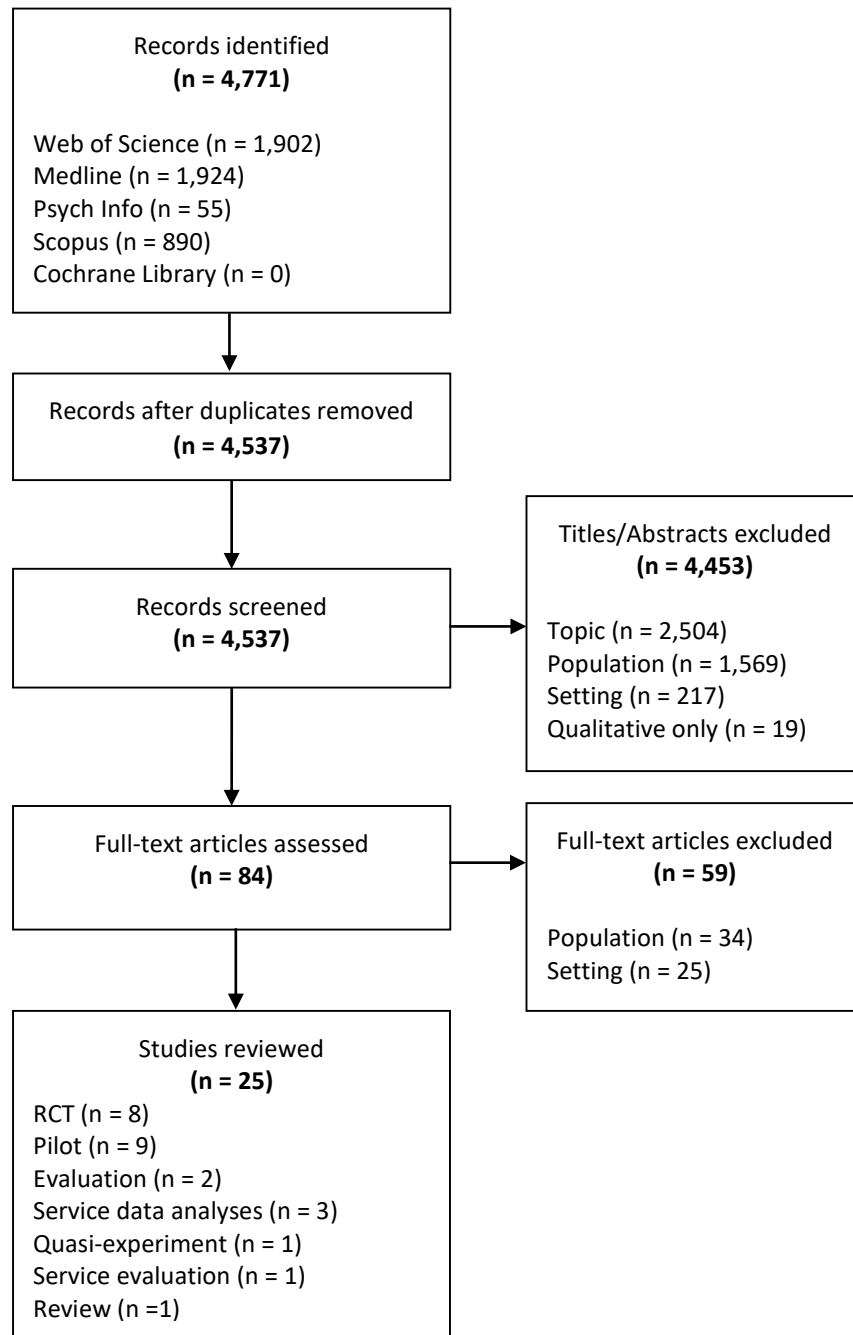 Records identified
(n = 4,771)
Web of Science (n = 1,902)
Medline (n = 1,924)
Psych Info (n = 55)
Scopus (n = 890)
Cochrane Library (n = 0)
Records after duplicates removed
(n = 4,537)
Records screened
(n = 4,537)
Titles/Abstracts excluded
(n = 4,453)
Topic (n = 2,504)
Population (n = 1,569)
Setting (n = 217)
Qualitative only (n = 19)
Full-text articles assessed
(n = 84)
Full-text articles excluded
(n = 59)
Population (n = 34)
Setting (n = 25)
Studies reviewed
(n = 25)
RCT (n = 8)
Pilot (n = 9)
Evaluation (n = 2)
Service data analyses (n = 3)
Quasi-experiment (n = 1)
Service evaluation (n = 1)
Review (n =1)